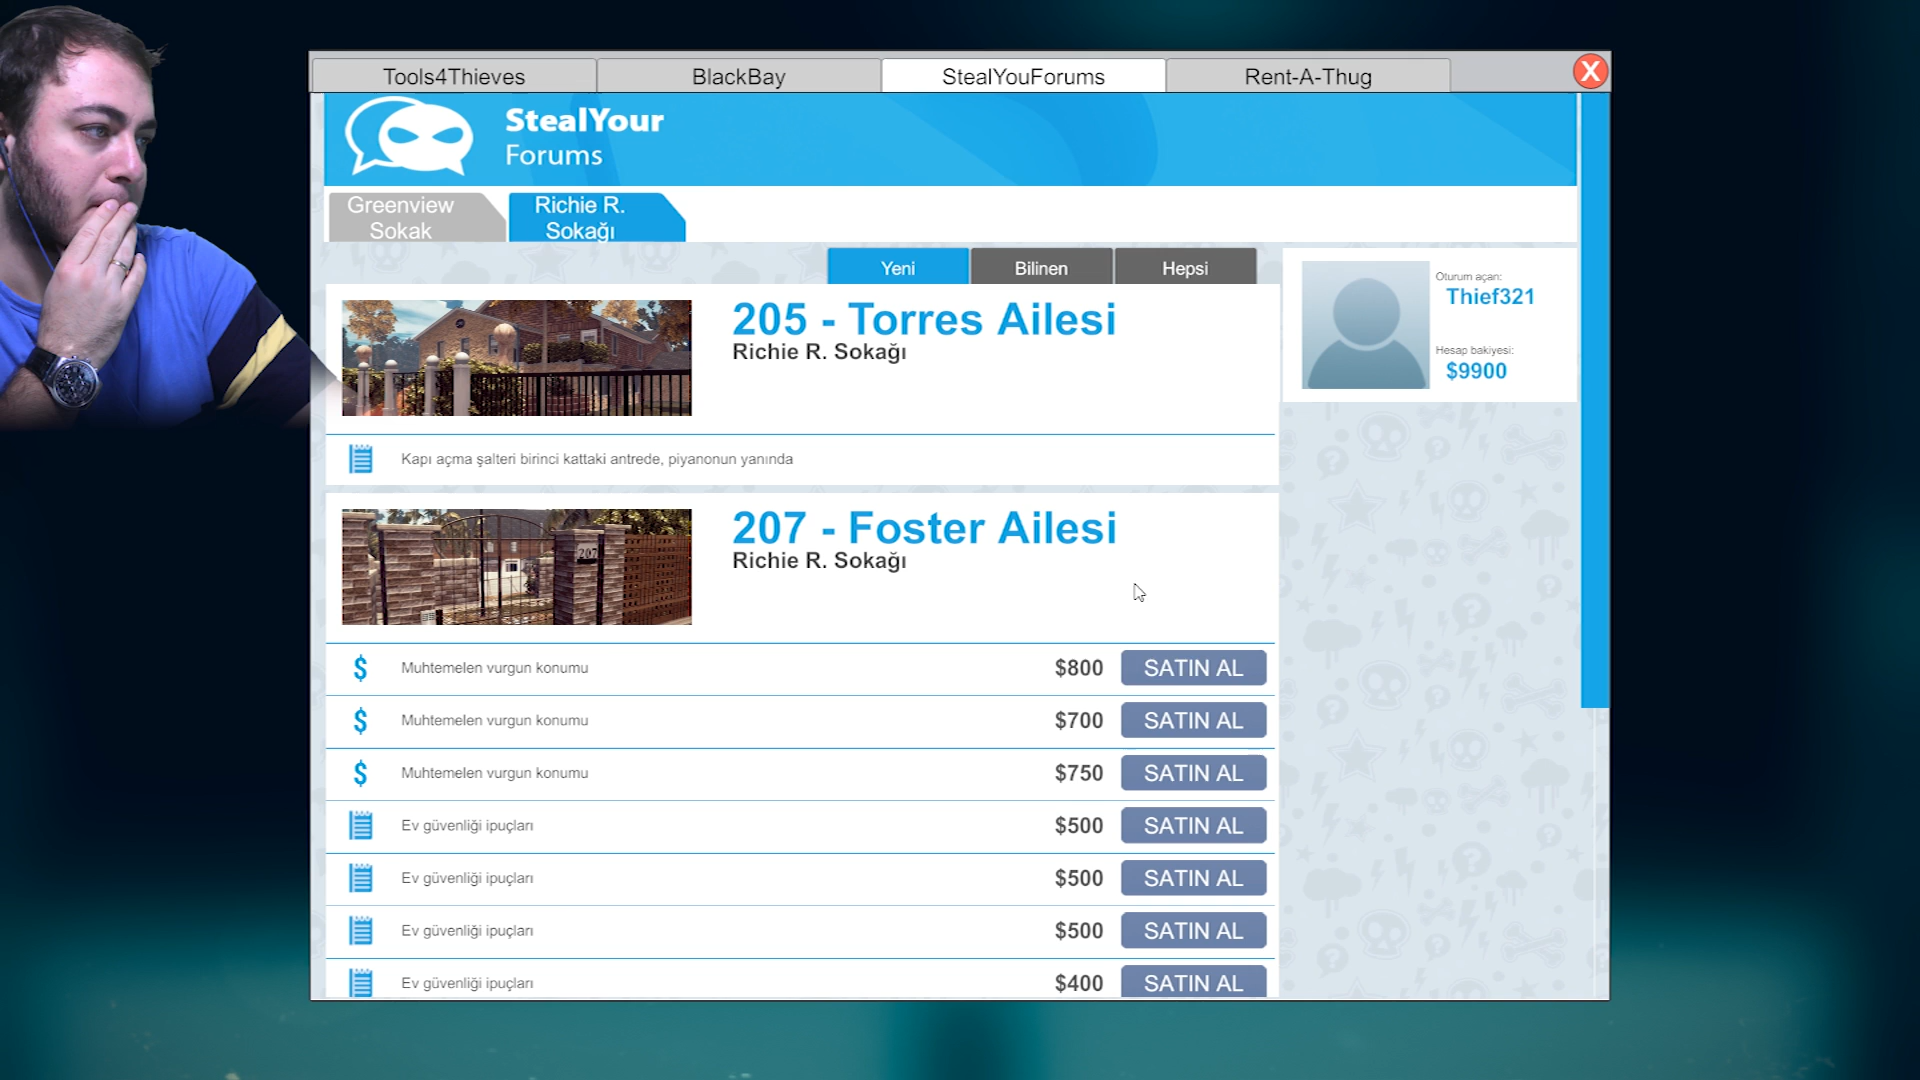 Tools4Thieves
BlackBay
StealYouForums
Rent-A-Thug
X
StealYour
Forums
Greenview
Sokak
Richie R.
Sokağı
Yeni
Bilinen
Hepsi
Oturum açan:
Thief321
Hesap bakiyesi:
$9900
205 - Torres Ailesi
Richie R. Sokağı
Kapı açma şalteri birinci kattaki antrede, piyanonun yanında
207
207 - Foster Ailesi
Richie R. Sokağı
$ Muhtemelen vurgun konumu $800 SATIN AL
$ Muhtemelen vurgun konumu $700 SATIN AL
$ Muhtemelen vurgun konumu $750 SATIN AL
Ev güvenliği ipuçları $500 SATIN AL
Ev güvenliği ipuçları $500 SATIN AL
Ev güvenliği ipuçları $500 SATIN AL
Ev güvenliği ipuçları $400 SATIN AL